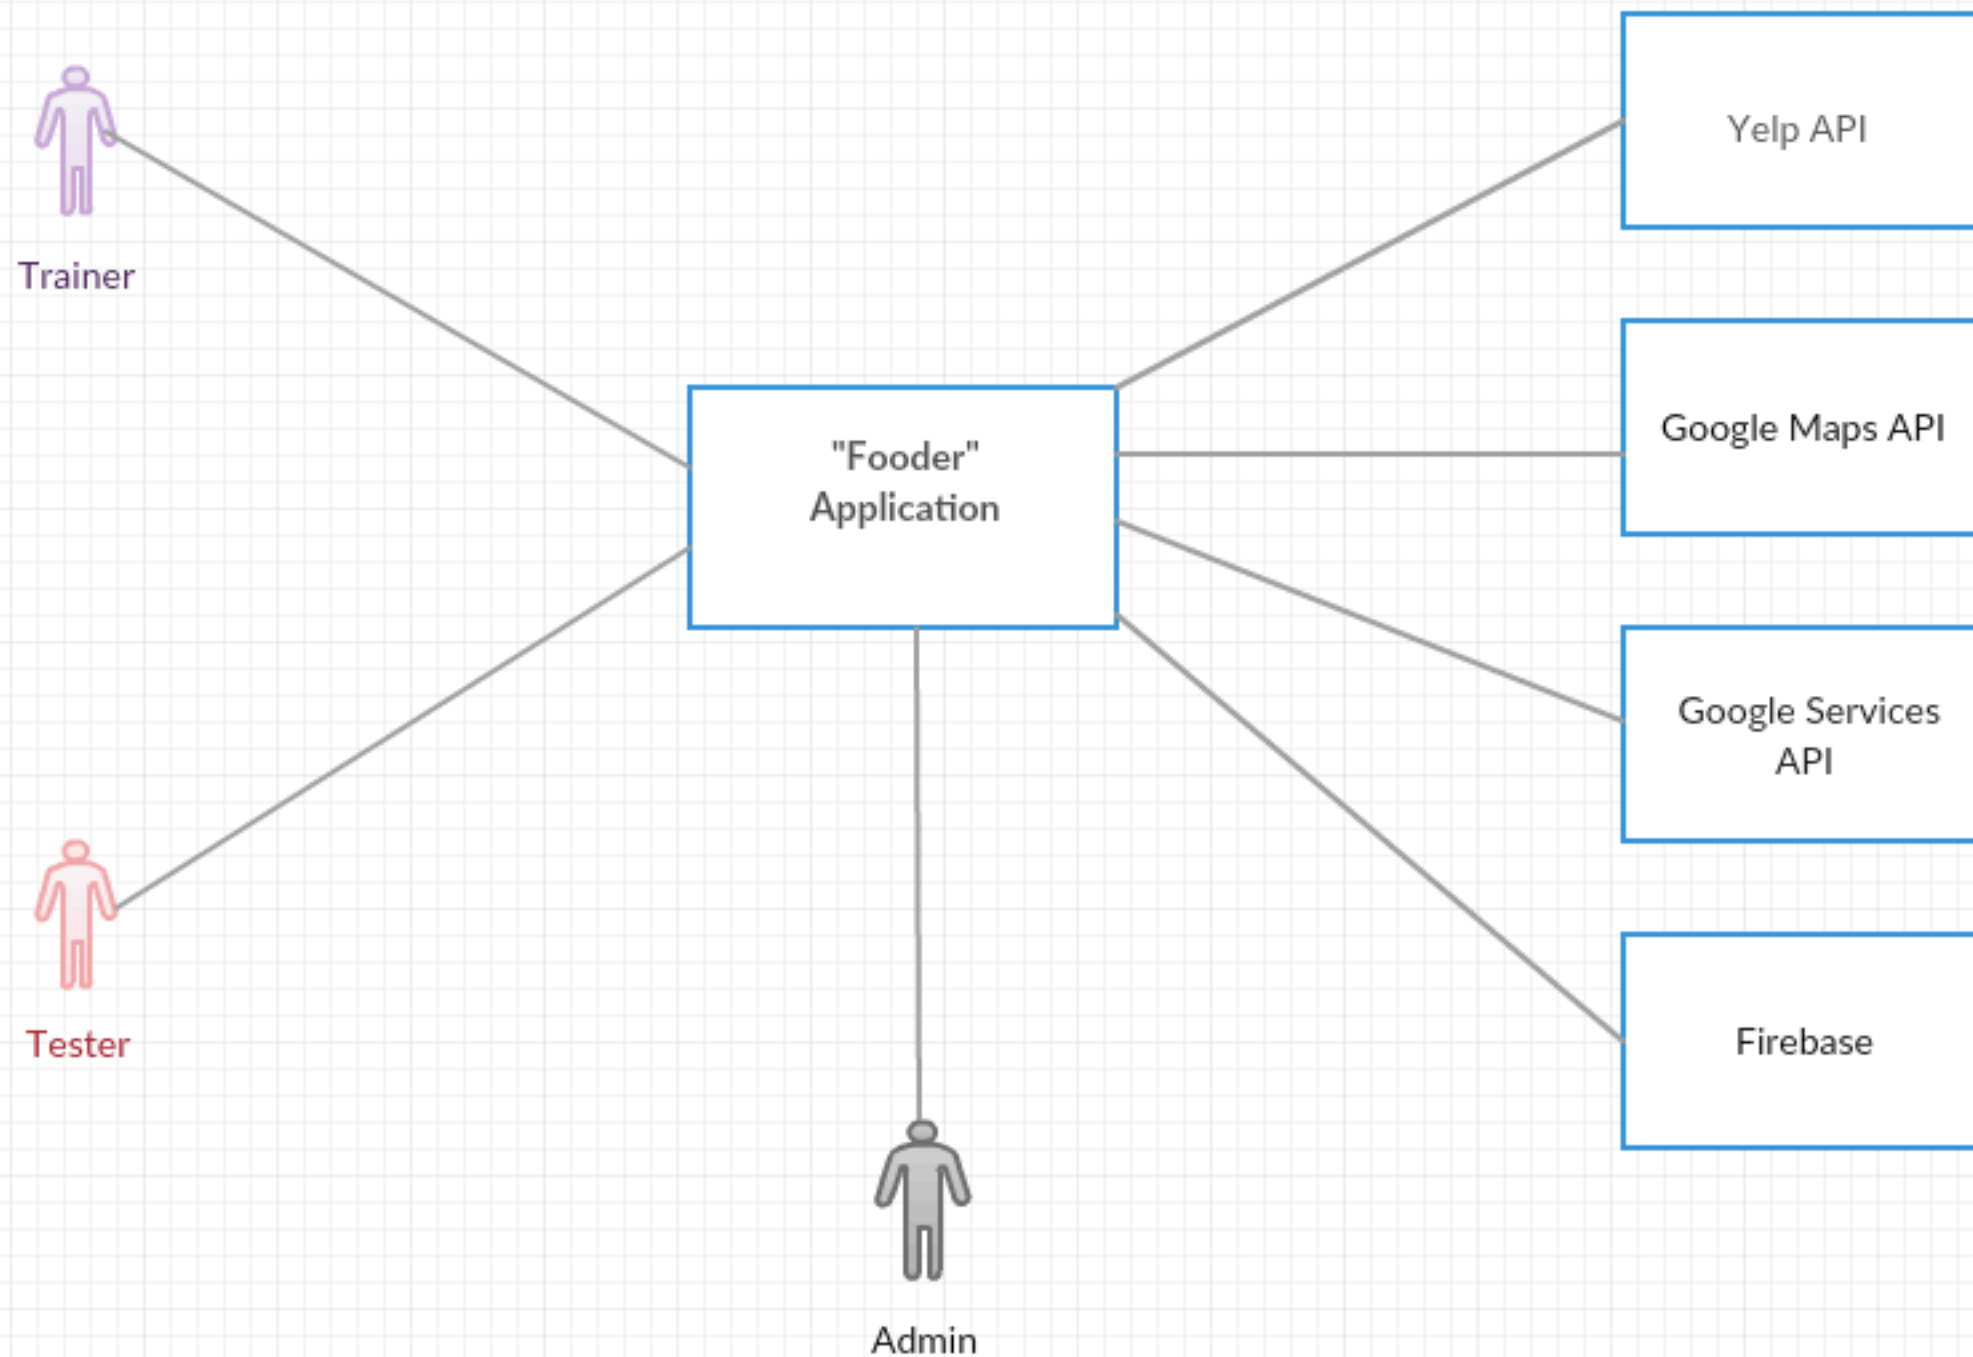 Yelp API
Trainer
Google Maps API
"Fooder"
Application
Google Services
API
Tester
Firebase
Admin